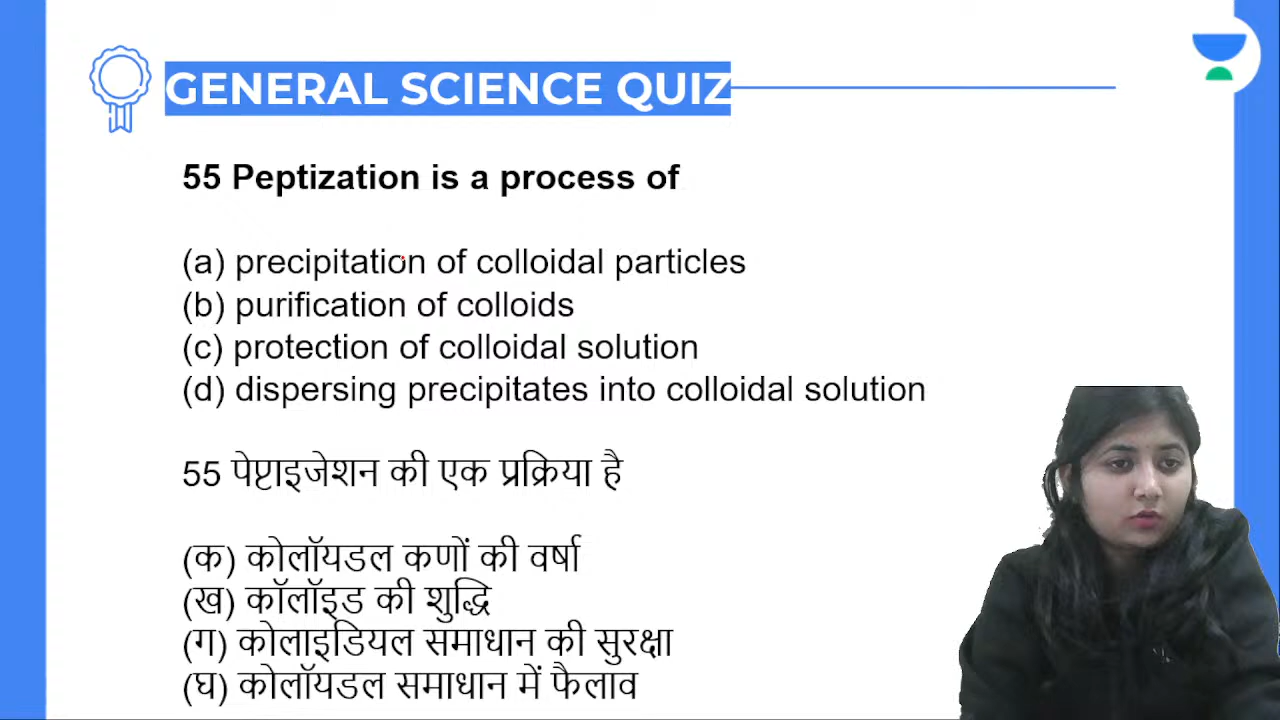 GENERAL SCIENCE QUIZ
55 Peptization is a process of
(a) precipitation of colloidal particles
(b) purification of colloids
(c) protection of colloidal solution
(d) dispersing precipitates into colloidal solution
55 पेप्टाइजेशन की एक प्रक्रिया है
(क) कोलॉयडल कणों की वर्षा
(ख) कॉलॉइड की शुद्धि
(ग) कोलाइडियल समाधान की सुरक्षा
(घ) कोलॉयडल समाधान में फैलाव